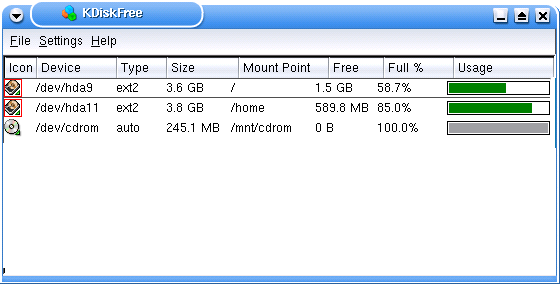 KDiskFree
File Settings Help
Icon Device Type Size Mount Point Free Full % Usage
/dev/hda9 ext2 3.6 GB / 1.5 GB 58.7%
/dev/hda11 ext2 3.8 GB /home 589.8 MB 85.0%
/dev/cdrom auto 245.1 MB /mnt/cdrom 0 B 100.0%